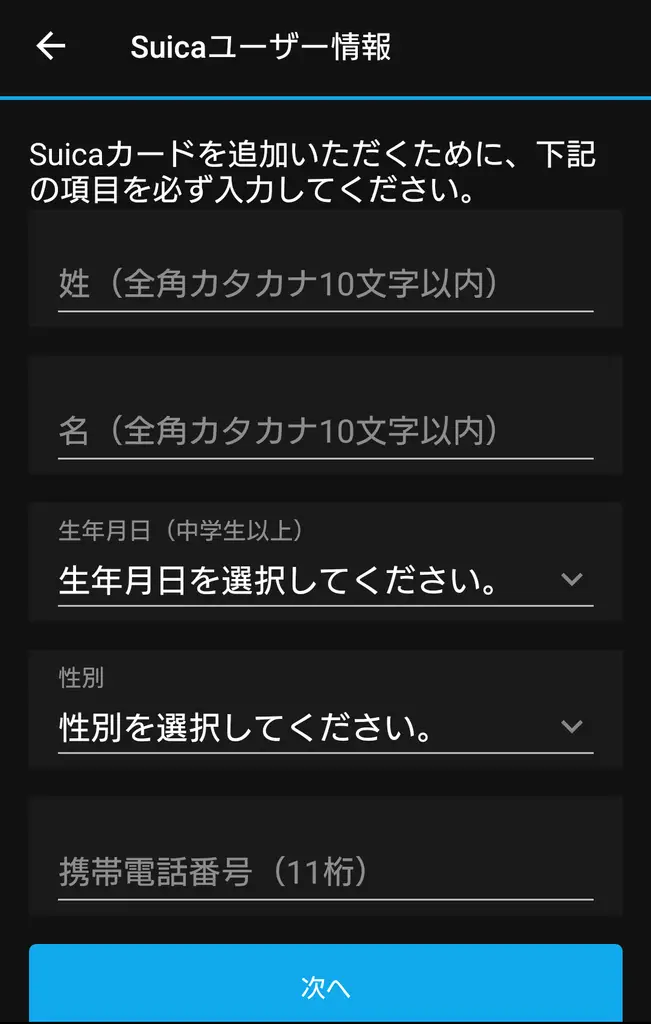 Suicaユーザー情報
Suicaカードを追加いただくために、下記
の項目を必ず入力してください。
姓（全角カタカナ10文字以内）
名（全角カタカナ10文字以内）
生年月日（中学生以上）
生年月日を選択してください。
性別
性別を選択してください。
携帯電話番号（11桁）
次へ